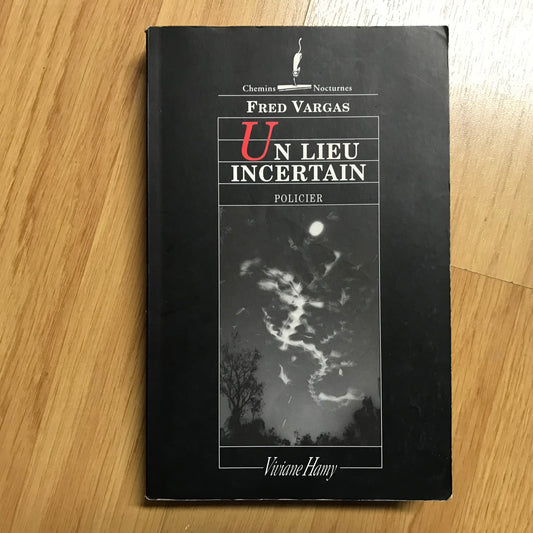 Chemins Nocturnes
FRED VARGAS
UN LIEU
INCERTAIN
POLICIER
Viviane Hamy